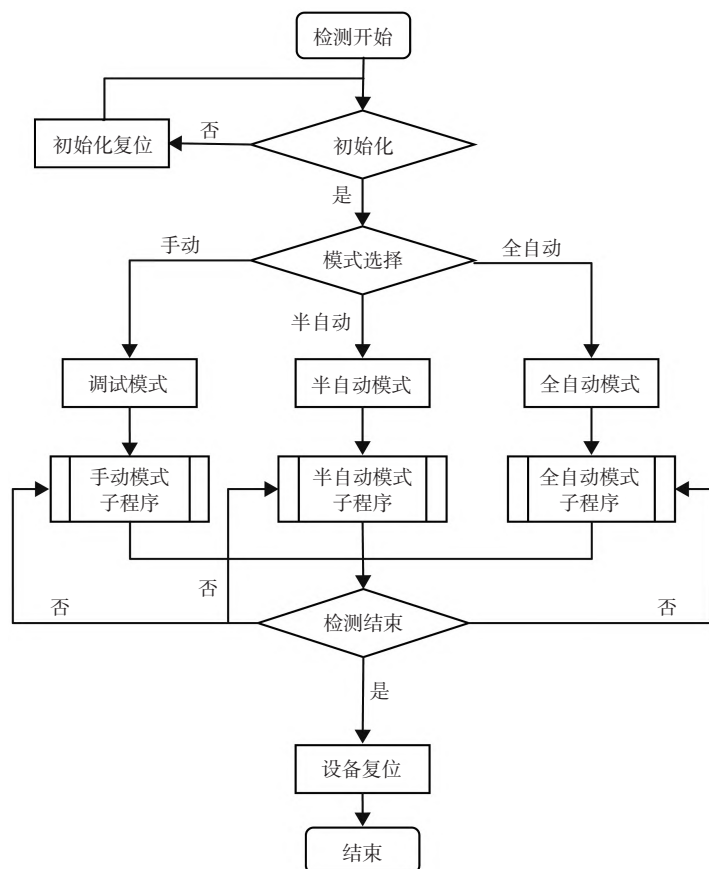 检测开始
初始化复位
否
初始化
是
手动
模式选择
全自动
半自动
调试模式
半自动模式
全自动模式
手动模式
子程序
半自动模式
子程序
全自动模式
子程序
否
否
检测结束
否
是
设备复位
结束